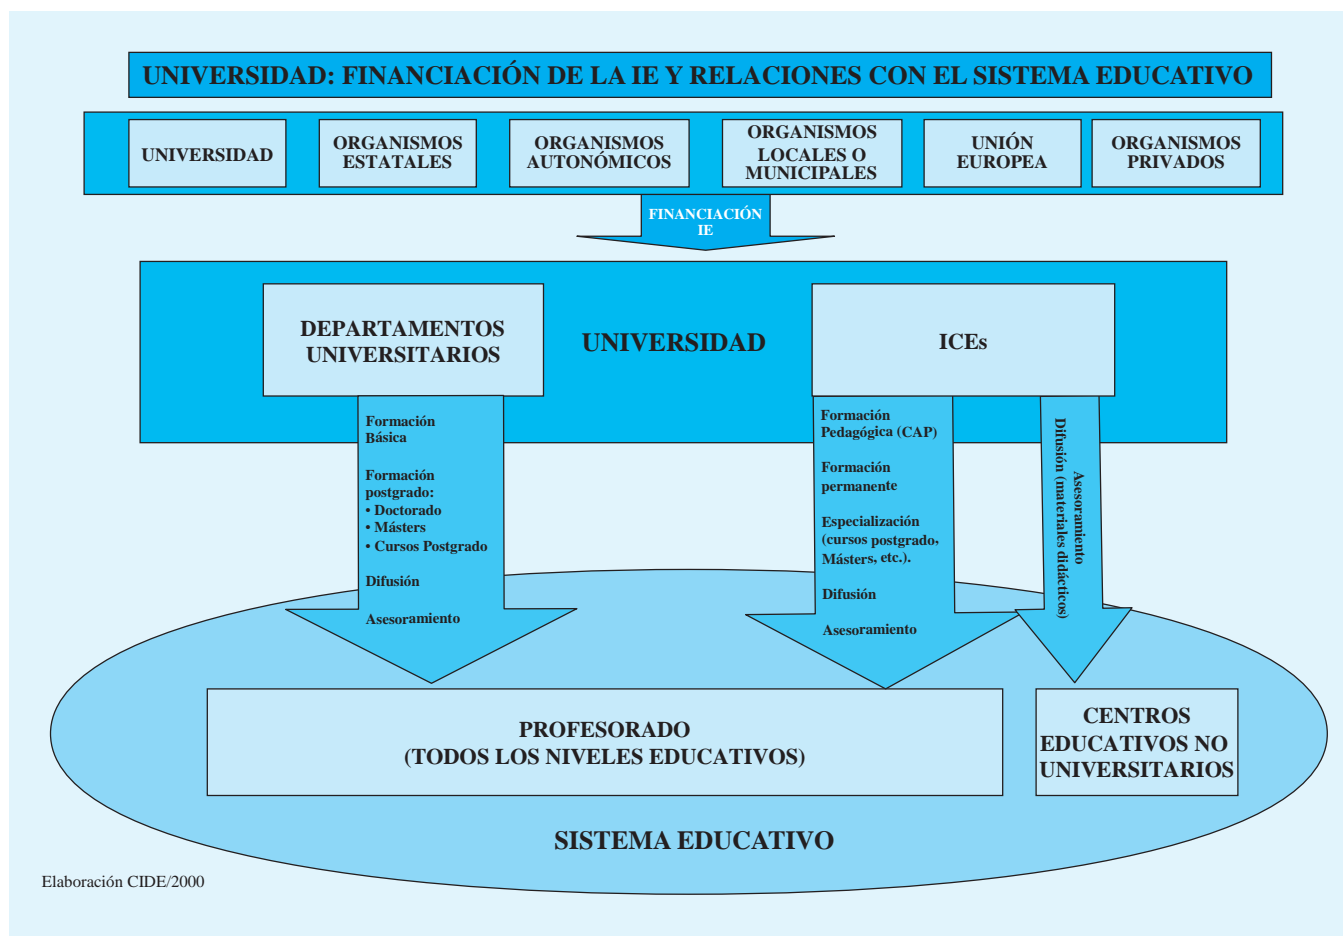 UNIVERSIDAD: FINANCIACIÓN DE LA IE Y RELACIONES CON EL SISTEMA EDUCATIVO
UNIVERSIDAD
ORGANISMOS
ESTATALES
ORGANISMOS
AUTONÓMICOS
ORGANISMOS
LOCALES O
MUNICIPALES
UNIÓN
EUROPEA
ORGANISMOS
PRIVADOS
FINANCIACIÓN
IE
DEPARTAMENTOS
UNIVERSITARIOS
UNIVERSIDAD
ICEs
Formación
Básica
Formación
postgrado:
• Doctorado
• Másters
• Cursos Postgrado
Difusión
Asesoramiento
Formación
Pedagógica (CAP)
Formación
permanente
Especialización
(cursos postgrado,
Másters, etc.).
Difusión
Asesoramiento
Asesoramiento
Difusión (materiales didácticos)
PROFESORADO
(TODOS LOS NIVELES EDUCATIVOS)
CENTROS
EDUCATIVOS NO
UNIVERSITARIOS
SISTEMA EDUCATIVO
Elaboración CIDE/2000